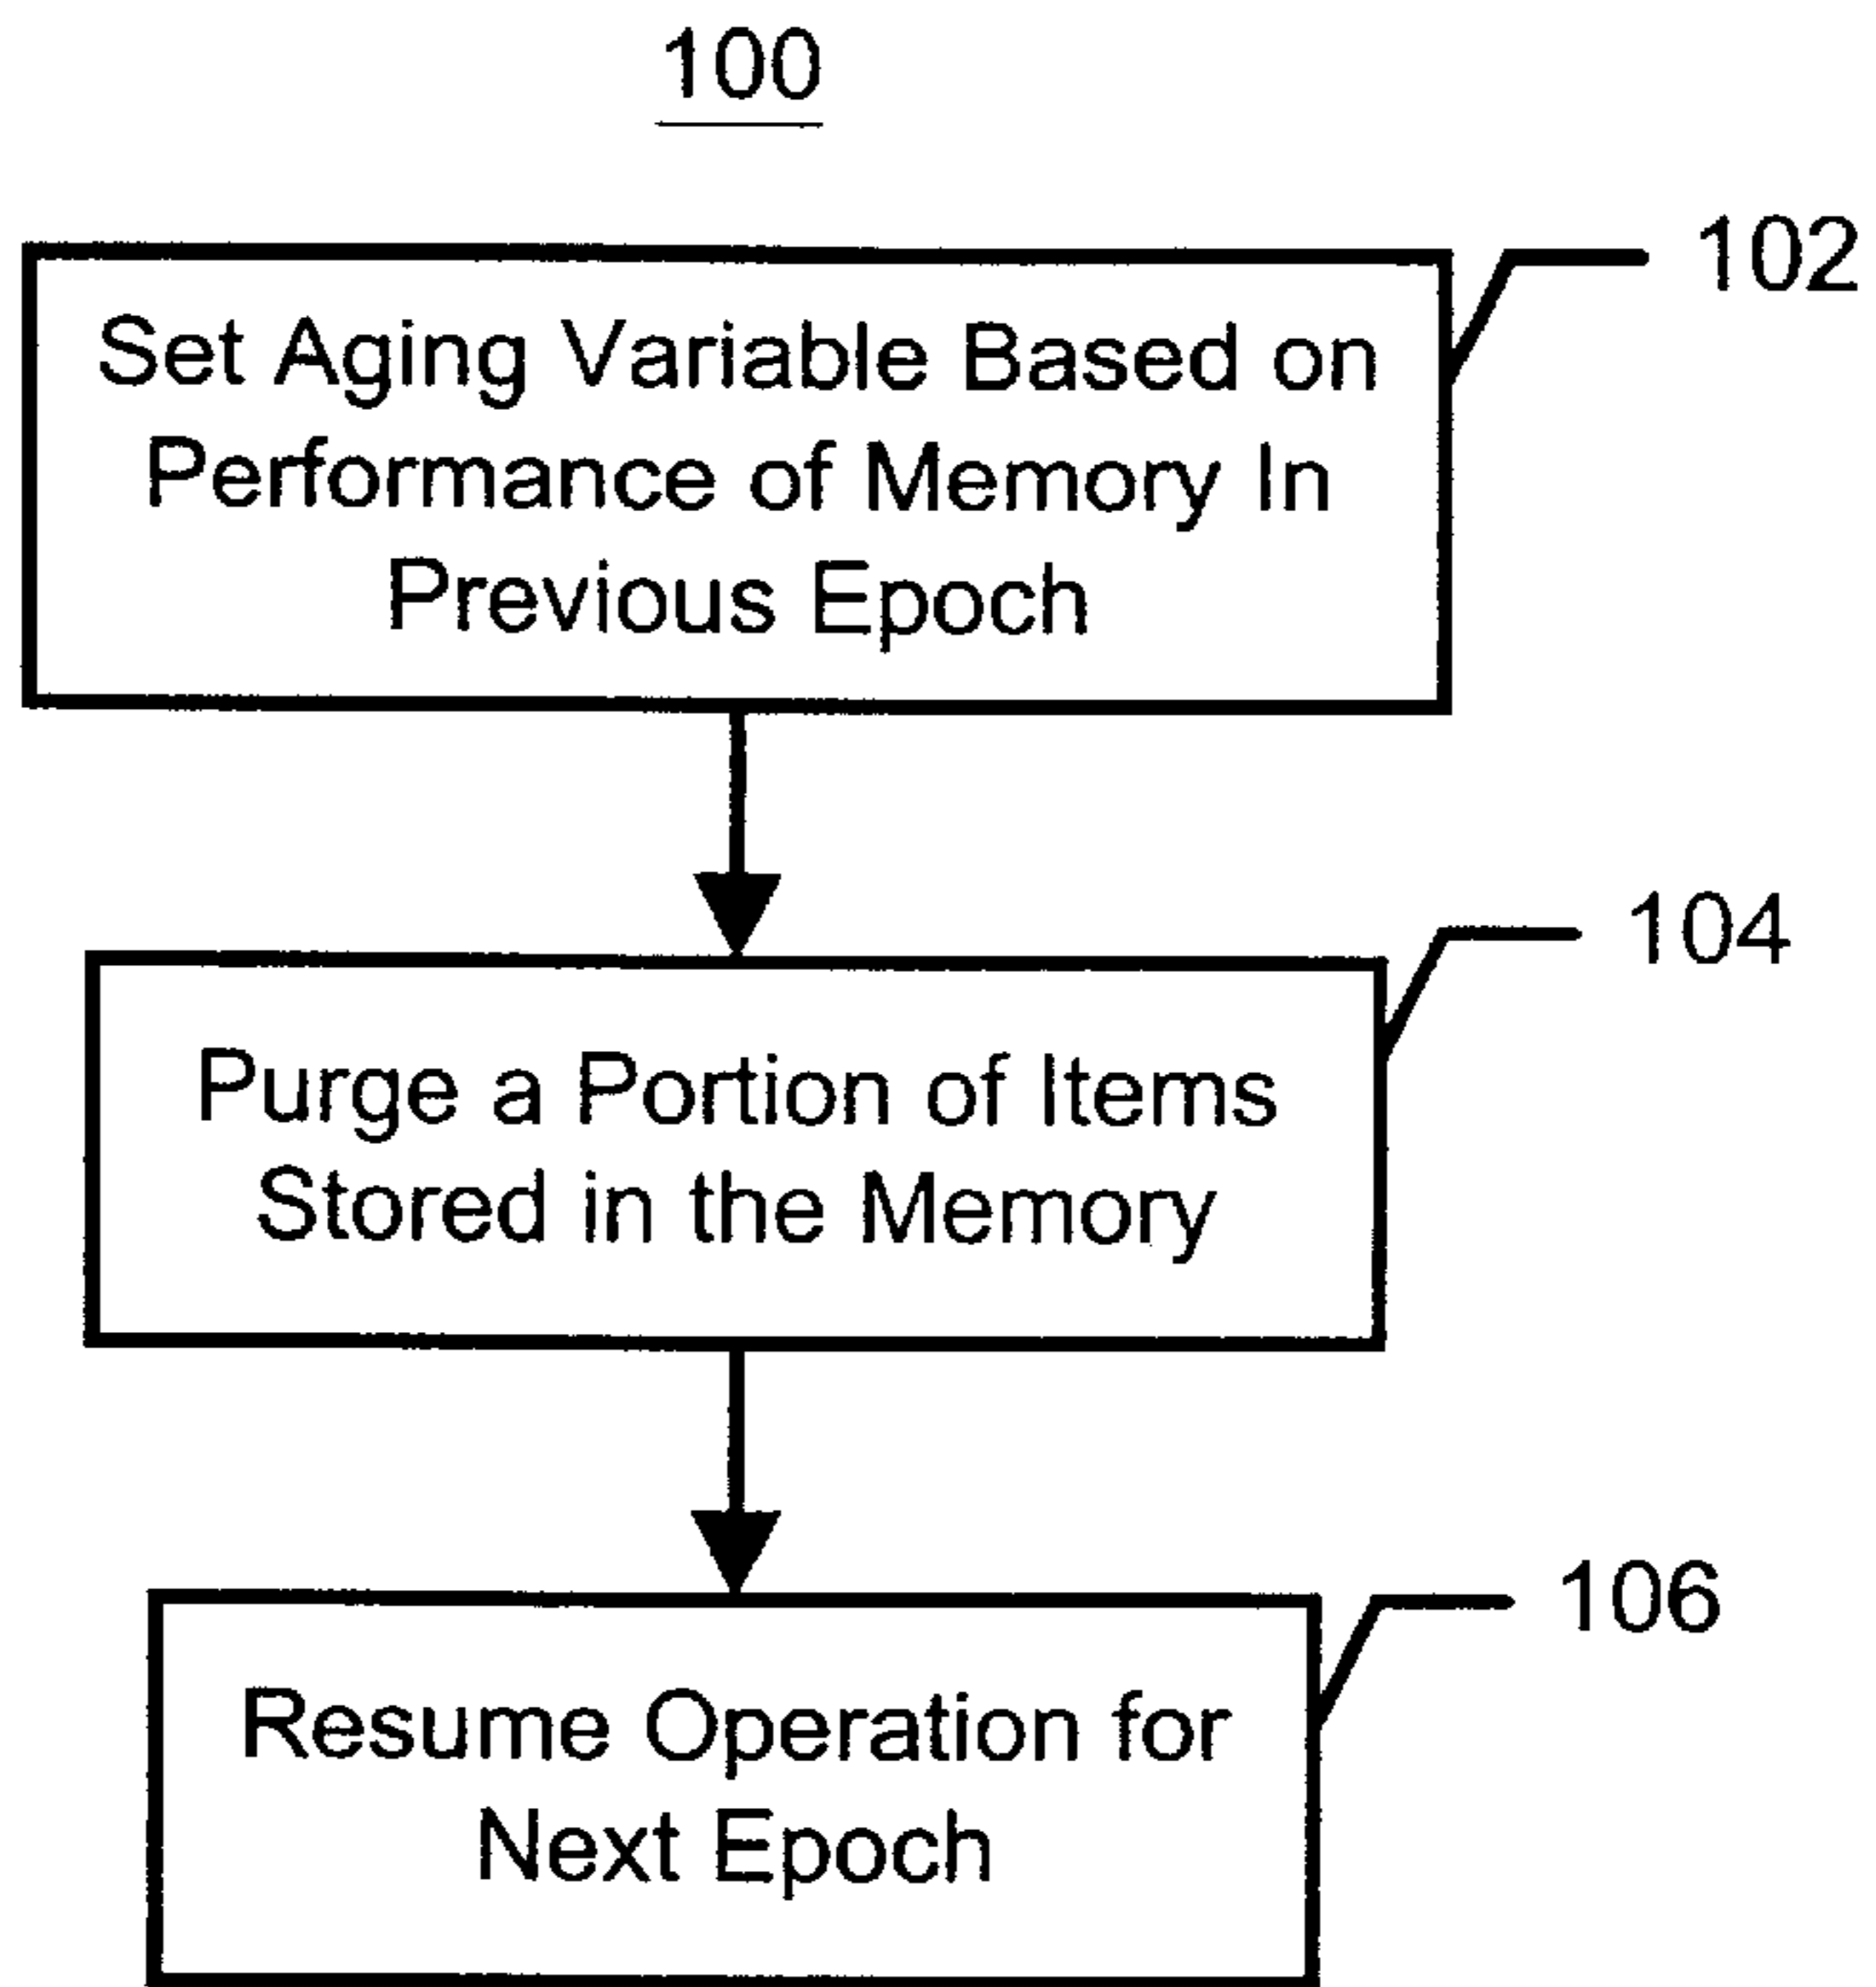 100
102
Set Aging Variable Based on
Performance of Memory In
Previous Epoch
104
Purge a Portion of Items
Stored in the Memory
106
Resume Operation for
Next Epoch